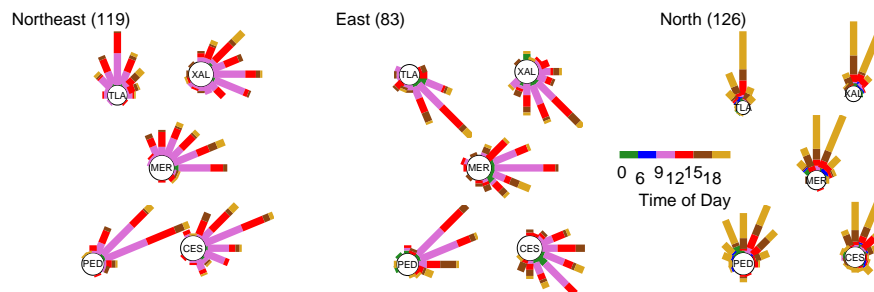 Northeast (119)
East (83)
North (126)
TLA
XAL
MER
PED
CES
TLA
XAL
MER
PED
CES
TLA
XAL
MER
PED
CES
0 6 9 12 15 18
Time of Day